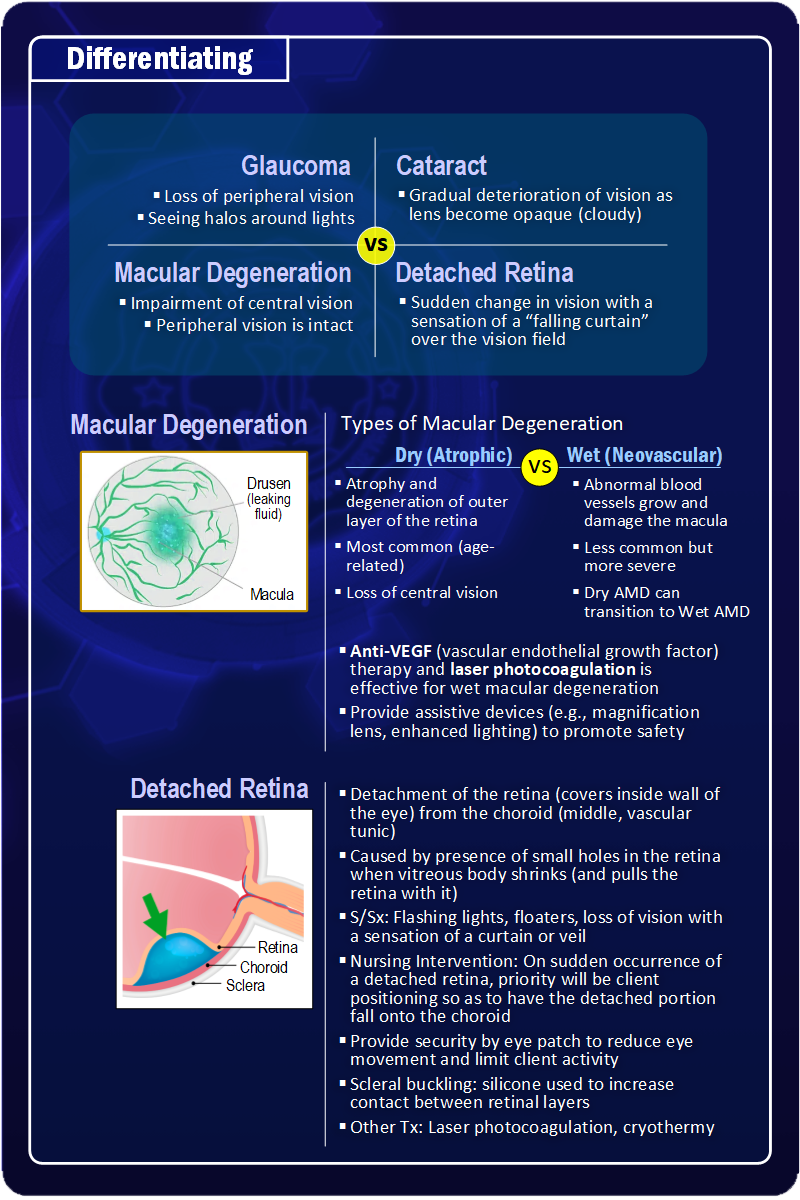 Differentiating
Glaucoma
▪ Loss of peripheral vision
▪ Seeing halos around lights
Cataract
▪ Gradual deterioration of vision as
lens become opaque (cloudy)
VS
Macular Degeneration
▪ Impairment of central vision
▪ Peripheral vision is intact
Detached Retina
▪ Sudden change in vision with a
sensation of a “falling curtain”
over the vision field
Macular Degeneration
Drusen
(leaking
fluid)
Macula
Types of Macular Degeneration
Dry (Atrophic)
VS
Wet (Neovascular)
▪ Atrophy and
degeneration of outer
layer of the retina
▪ Most common (age-
related)
▪ Loss of central vision
▪ Abnormal blood
vessels grow and
damage the macula
▪ Less common but
more severe
▪ Dry AMD can
transition to Wet AMD
▪ Anti-VEGF (vascular endothelial growth factor)
therapy and laser photocoagulation is
effective for wet macular degeneration
▪ Provide assistive devices (e.g., magnification
lens, enhanced lighting) to promote safety
Detached Retina
Retina
Choroid
Sclera
▪ Detachment of the retina (covers inside wall of
the eye) from the choroid (middle, vascular
tunic)
▪ Caused by presence of small holes in the retina
when vitreous body shrinks (and pulls the
retina with it)
▪ S/Sx: Flashing lights, floaters, loss of vision with
a sensation of a curtain or veil
▪ Nursing Intervention: On sudden occurrence of
a detached retina, priority will be client
positioning so as to have the detached portion
fall onto the choroid
▪ Provide security by eye patch to reduce eye
movement and limit client activity
▪ Scleral buckling: silicone used to increase
contact between retinal layers
▪ Other Tx: Laser photocoagulation, cryothermy